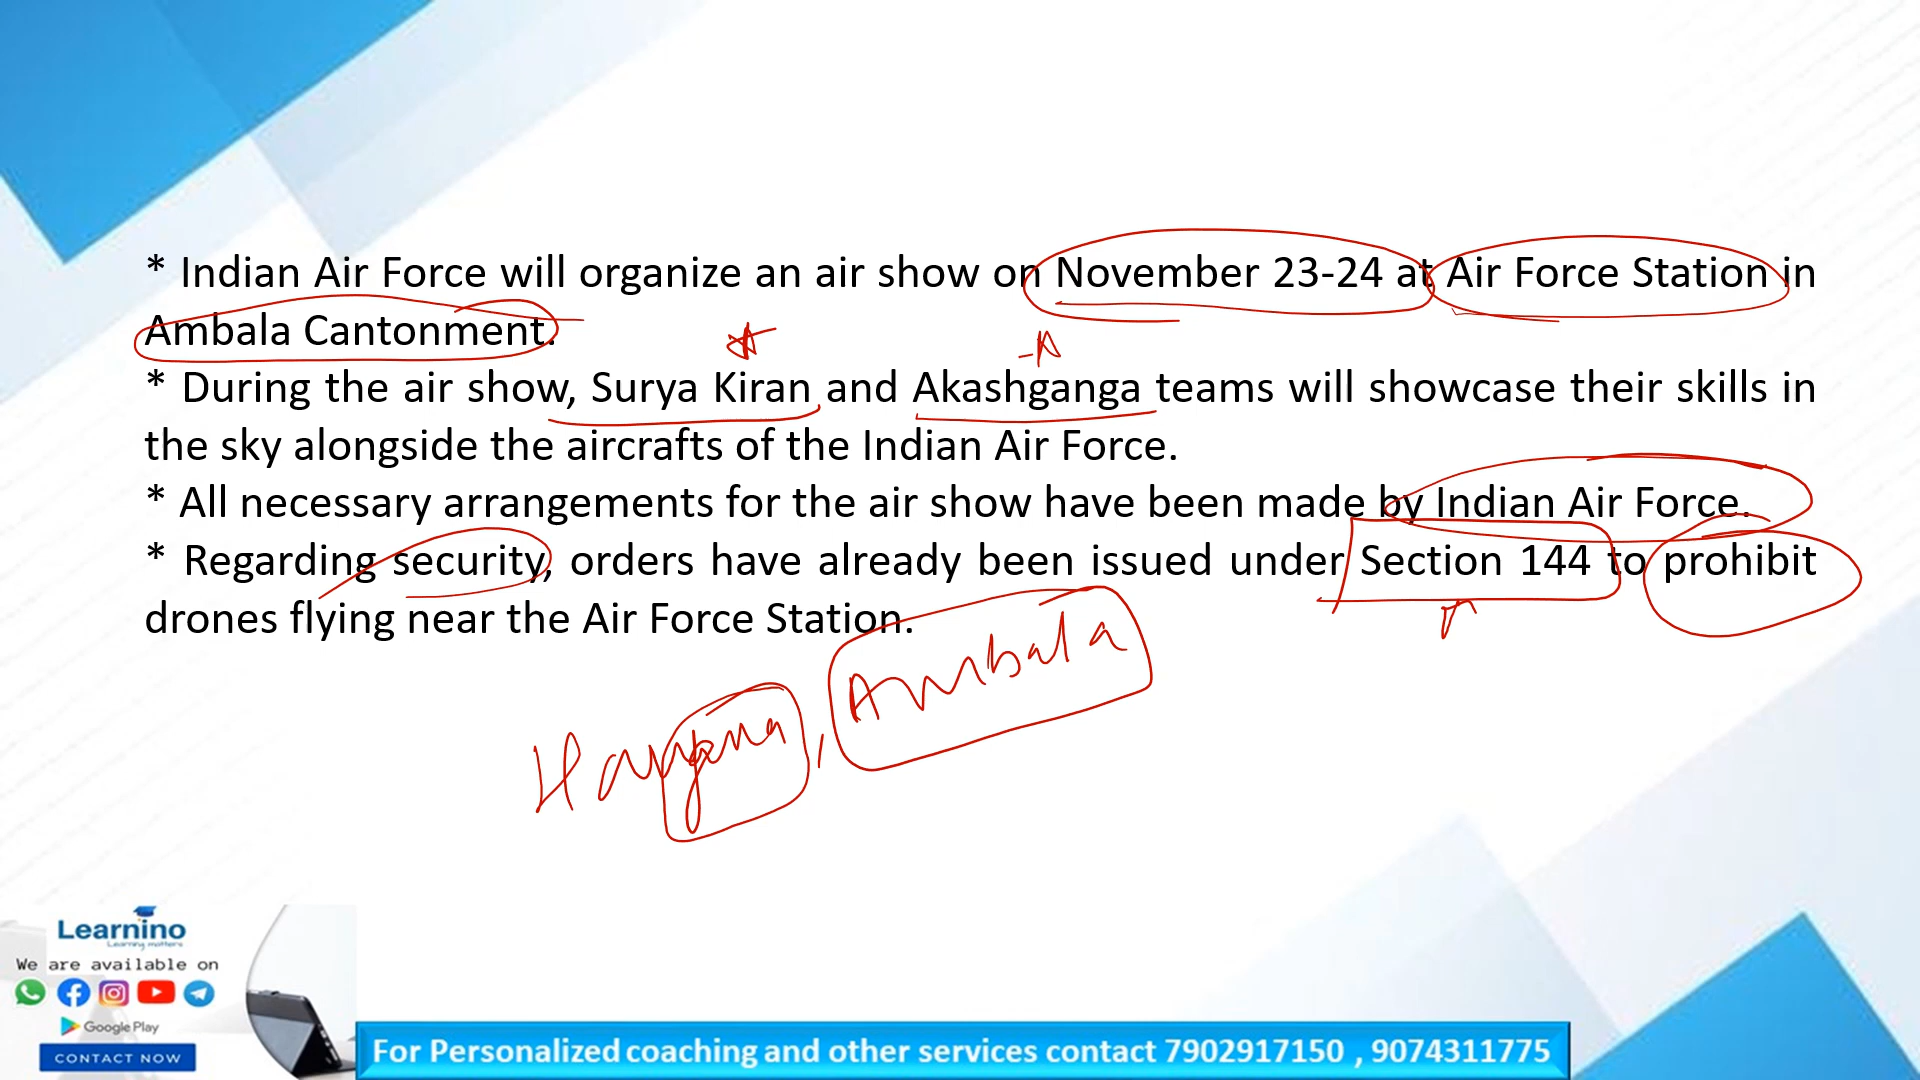 * Indian Air Force will organize an air show on November 23-24 at Air Force Station in
Ambala Cantonment.
* During the air show, Surya Kiran and Akashganga teams will showcase their skills in
the sky alongside the aircrafts of the Indian Air Force.
* All necessary arrangements for the air show have been made by Indian Air Force.
* Regarding security, orders have already been issued under Section 144 to prohibit
drones flying near the Air Force Station.
Haryana, Ambala
Learnino
Learning matters
We are available on
Google Play
CONTACT NOW
For Personalized coaching and other services contact 7902917150 , 9074311775